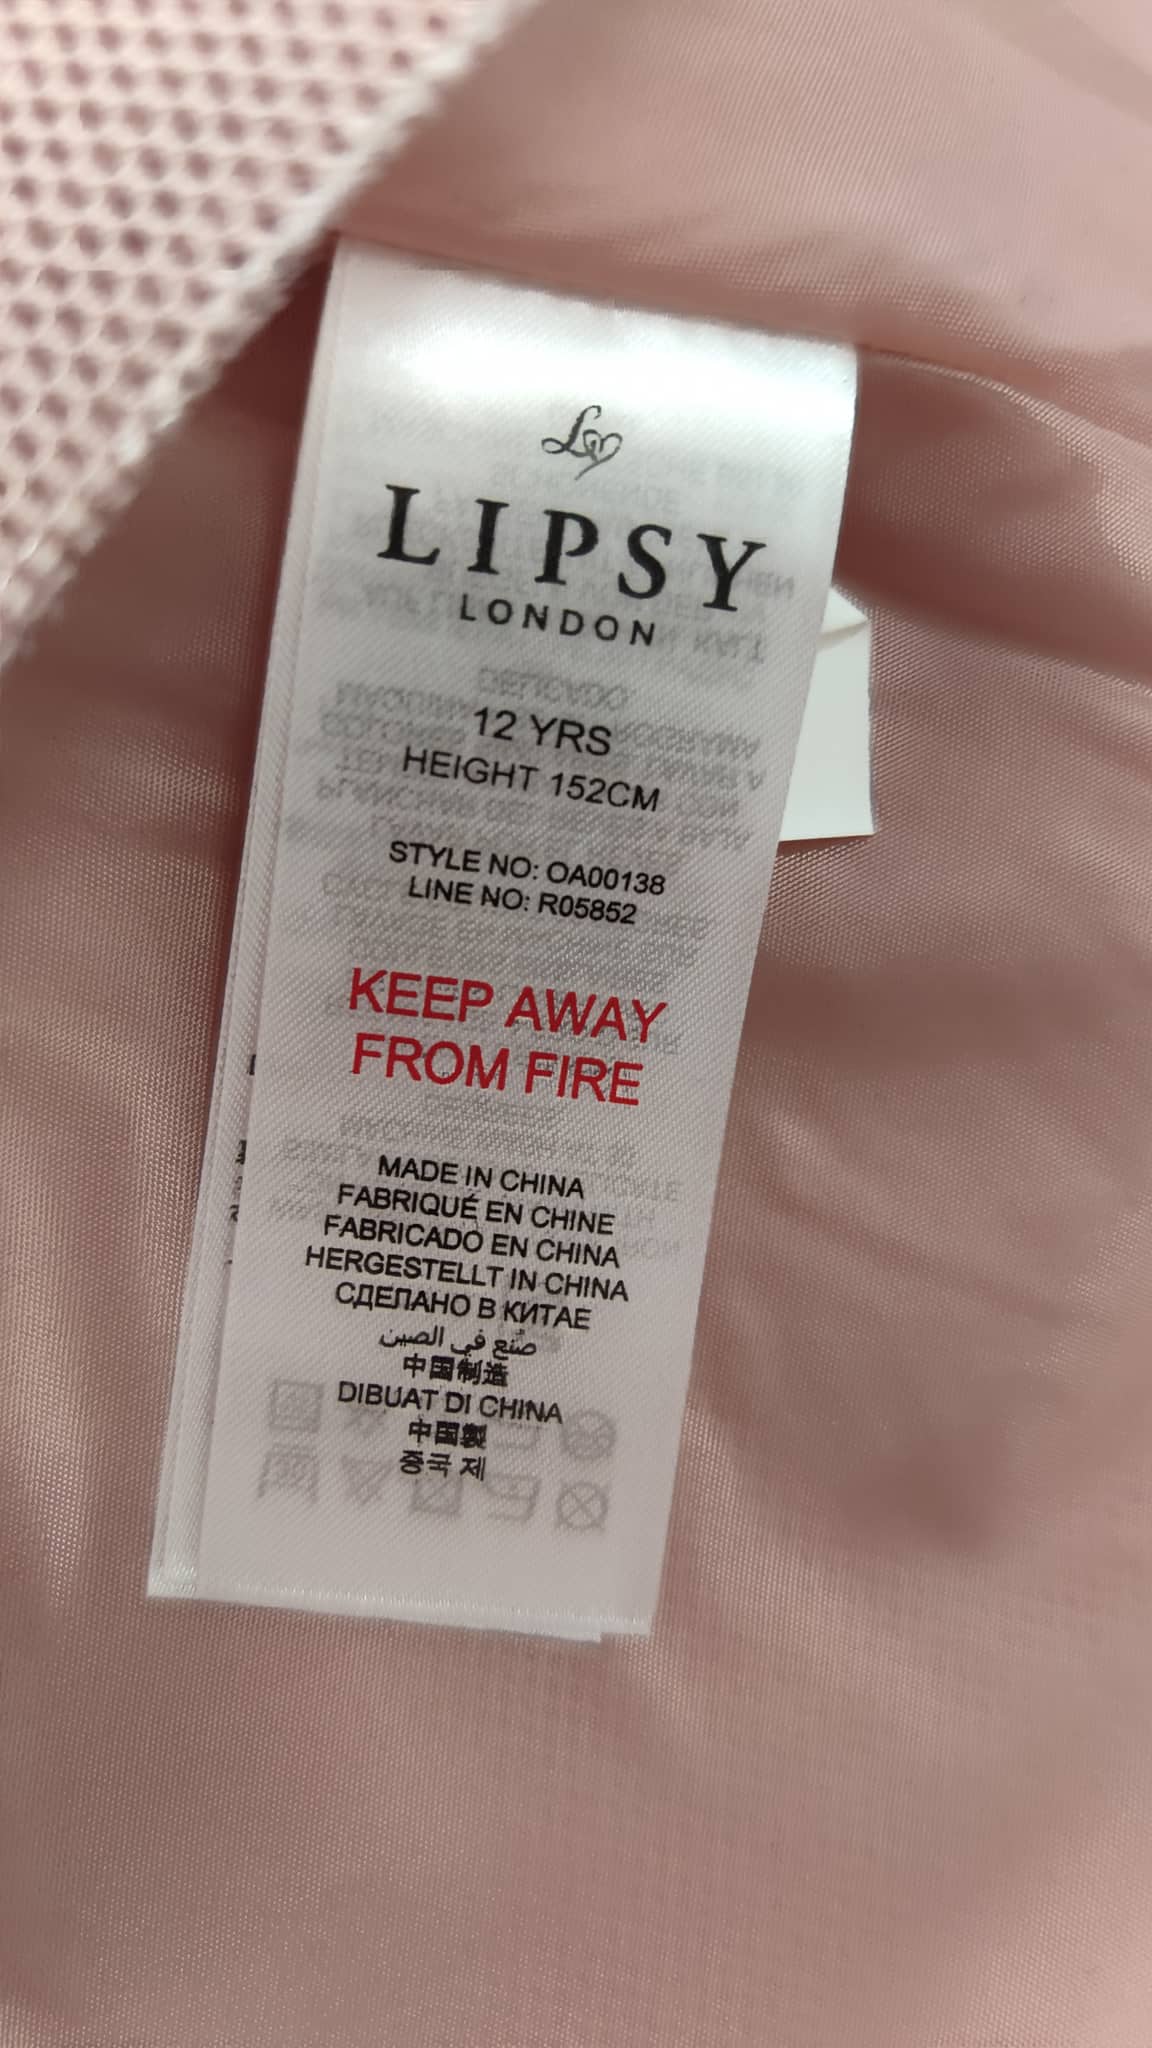 LIPSY
LONDON
12 YRS
HEIGHT 152CM
STYLE NO: OA00138
LINE NO: R05852
KEEP AWAY
FROM FIRE
MADE IN CHINA
FABRIQUÉ EN CHINE
FABRICADO EN CHINA
HERGESTELLT IN CHINA
СДЕЛАНО В КИТАЕ
صُنع في الصين
中国制造
DIBUAT DI CHINA
中国製
중국 제